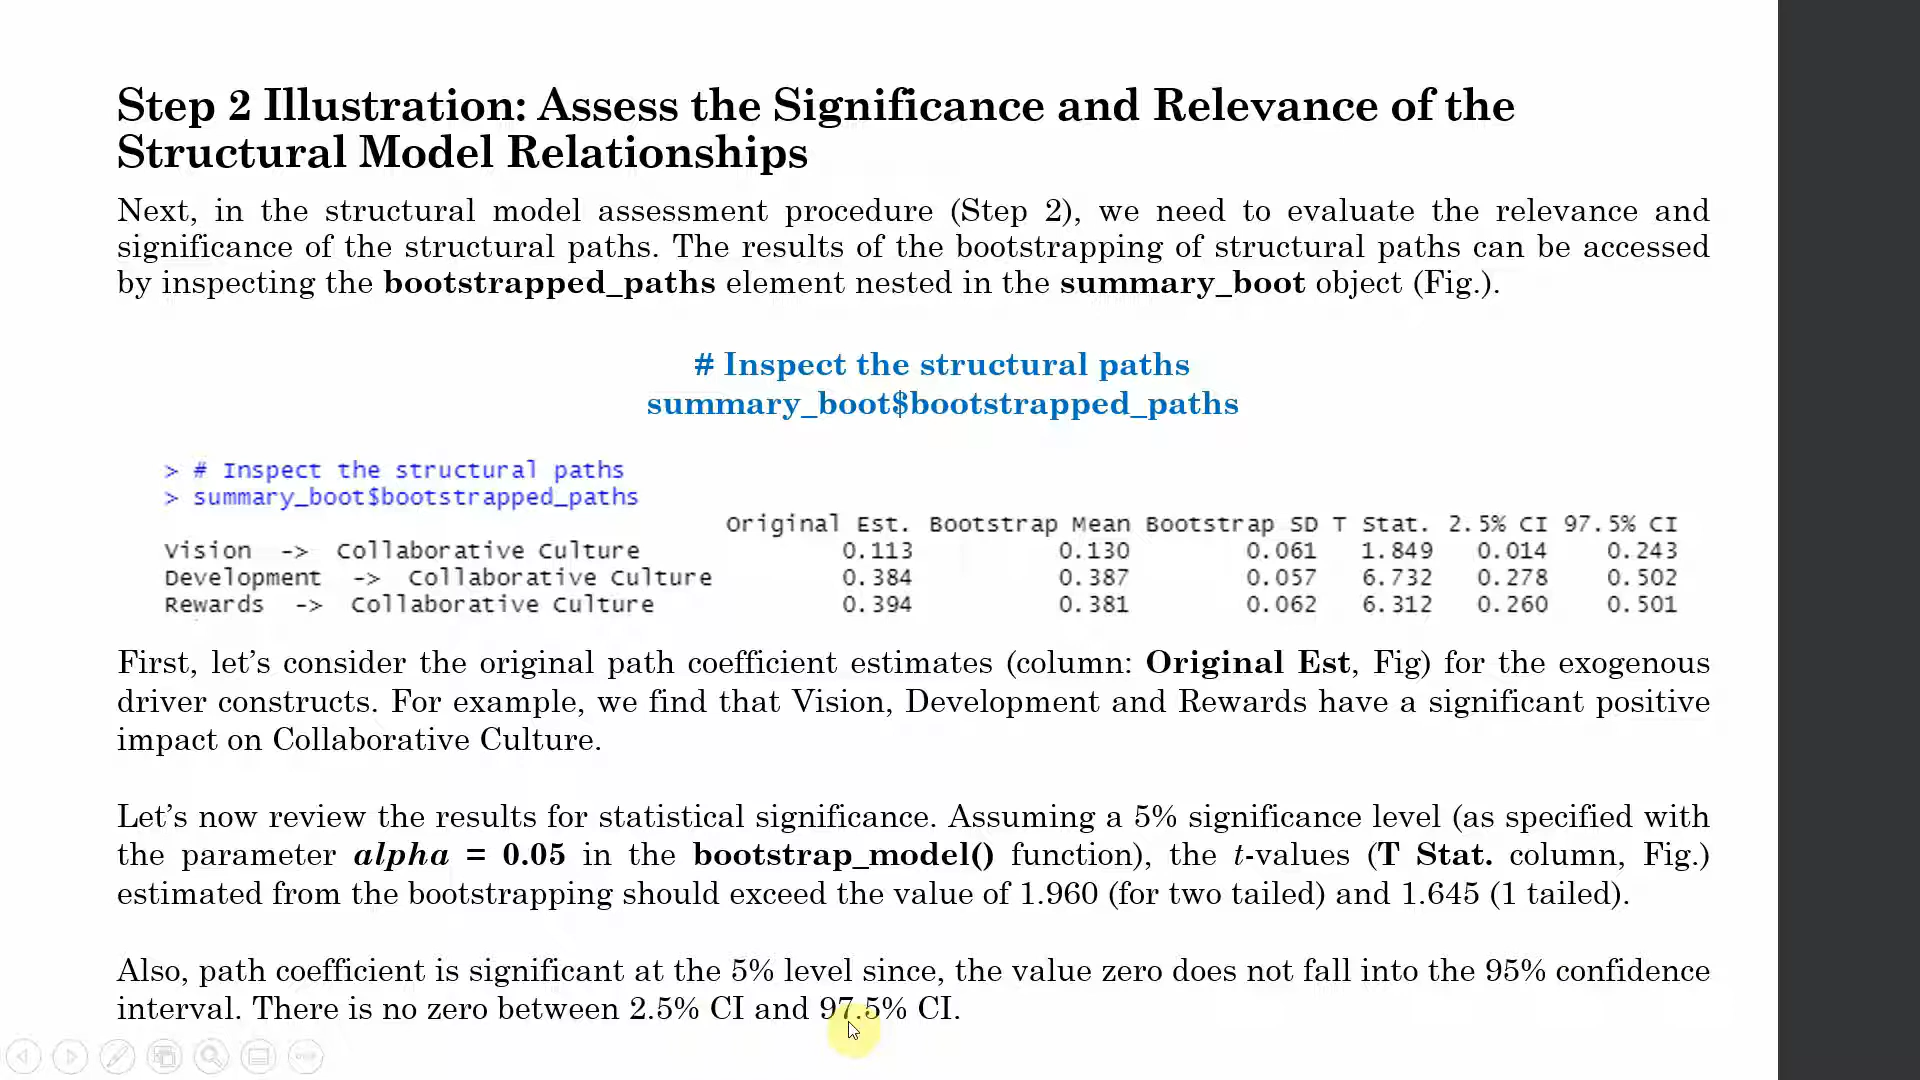 Step 2 Illustration: Assess the Significance and Relevance of the
Structural Model Relationships
Next, in the structural model assessment procedure (Step 2), we need to evaluate the relevance and
significance of the structural paths. The results of the bootstrapping of structural paths can be accessed
by inspecting the bootstrapped_paths element nested in the summary_boot object (Fig.).
# Inspect the structural paths
summary_boot$bootstrapped_paths
> # Inspect the structural paths
> summary_boot$bootstrapped_paths
Original Est. Bootstrap Mean Bootstrap SD T Stat. 2.5% CI 97.5% CI
Vision -> Collaborative Culture 0.113 0.130 0.061 1.849 0.014 0.243
Development -> Collaborative Culture 0.384 0.387 0.057 6.732 0.278 0.502
Rewards -> Collaborative Culture 0.394 0.381 0.062 6.312 0.260 0.501
First, let's consider the original path coefficient estimates (column: Original Est, Fig) for the exogenous
driver constructs. For example, we find that Vision, Development and Rewards have a significant positive
impact on Collaborative Culture.
Let's now review the results for statistical significance. Assuming a 5% significance level (as specified with
the parameter alpha = 0.05 in the bootstrap_model() function), the t-values (T Stat. column, Fig.)
estimated from the bootstrapping should exceed the value of 1.960 (for two tailed) and 1.645 (1 tailed).
Also, path coefficient is significant at the 5% level since, the value zero does not fall into the 95% confidence
interval. There is no zero between 2.5% CI and 97.5% CI.